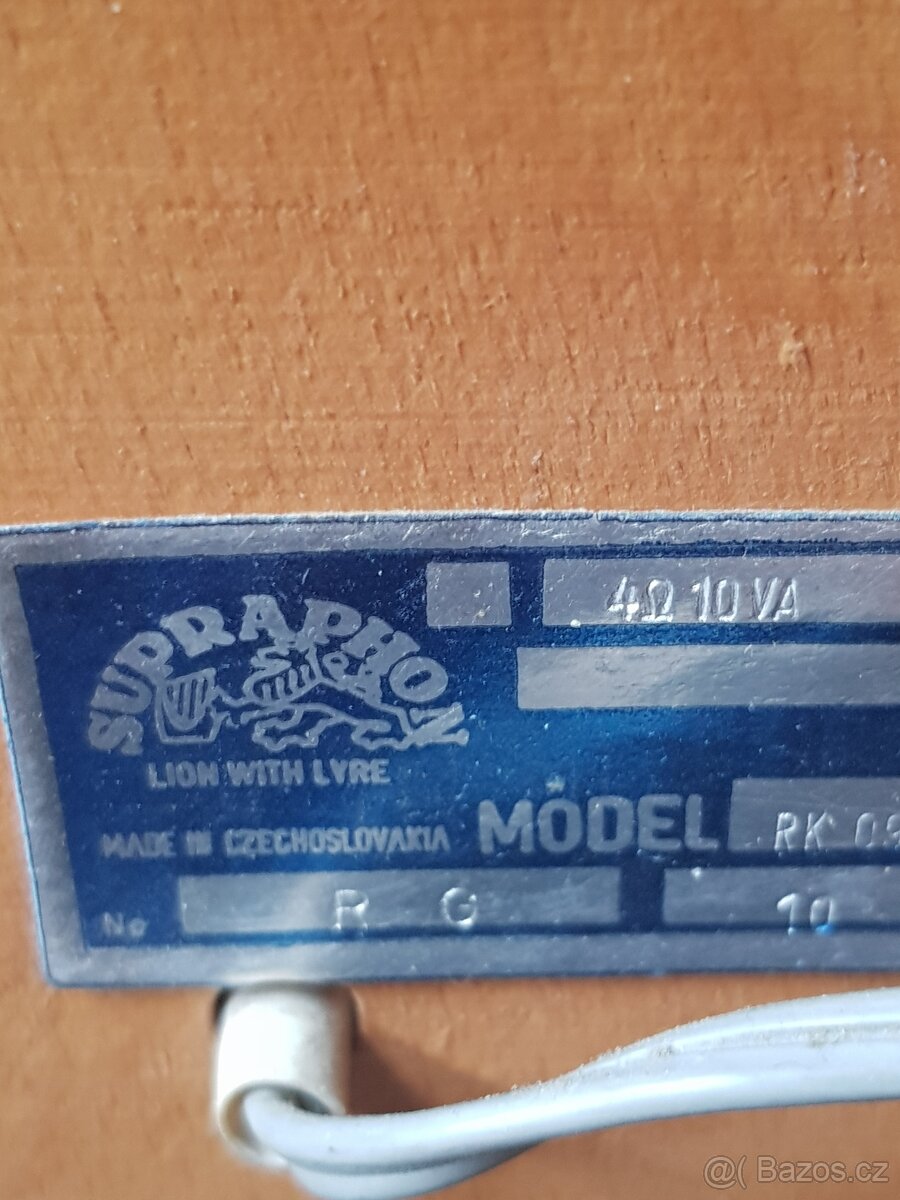 4Ω 10 VA
SUPRAPHON
LION WITH LYRE
MADE IN CZECHOSLOVAKIA MODEL RK 09
No R G 10
@( Bazos.cz